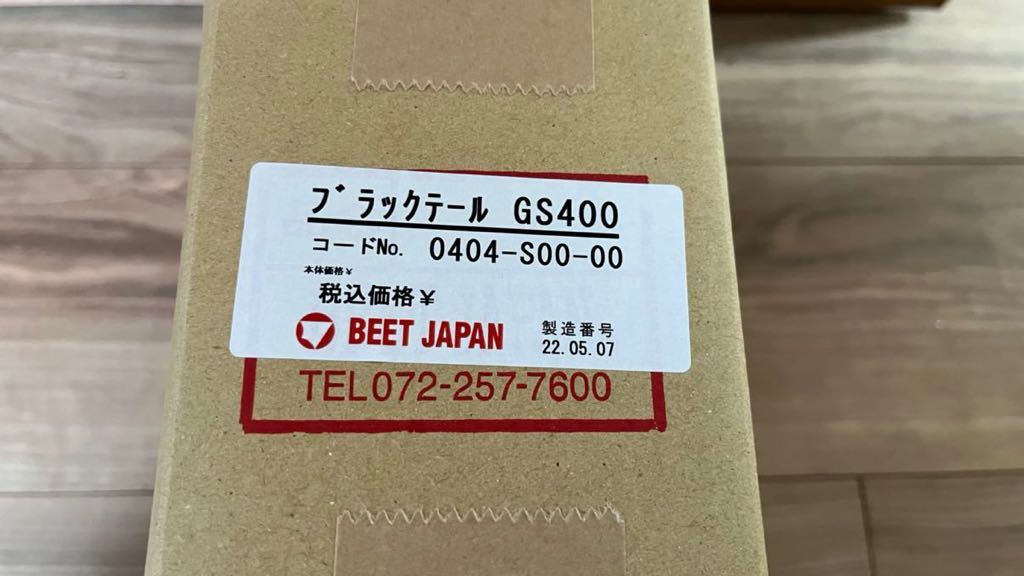 ブラックテール GS400
コードNo. 0404-S00-00
本体価格¥
税込価格¥
BEET JAPAN
製造番号
22.05.07
TEL072-257-7600